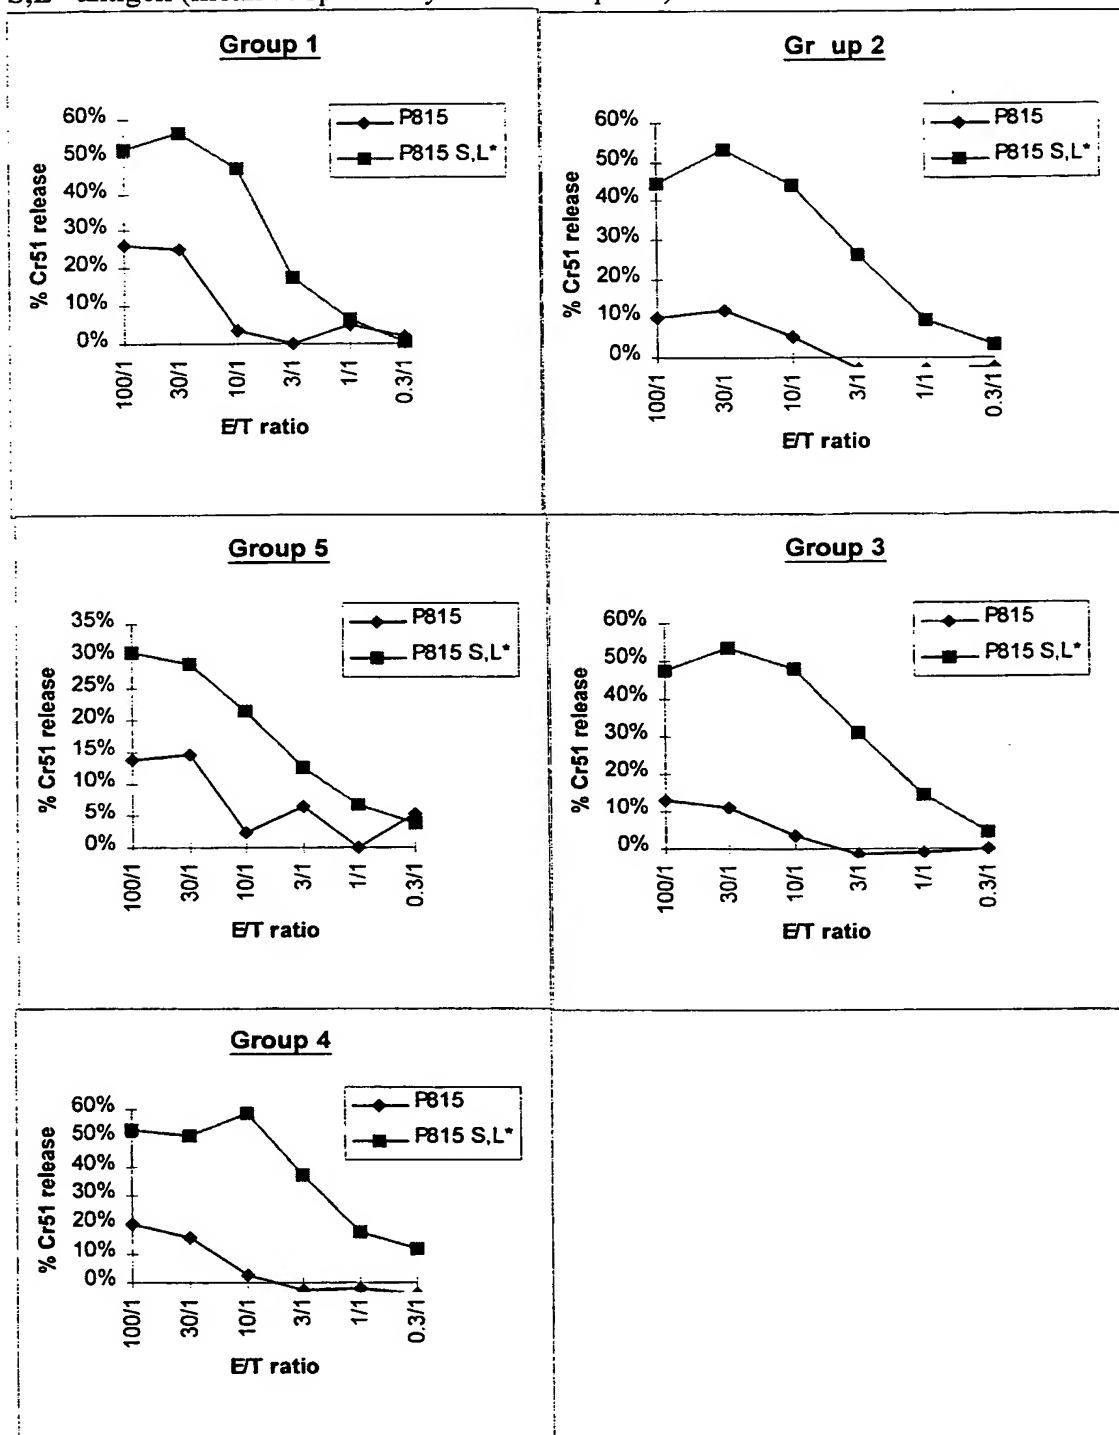 Group 1
P815
P815 S,L*
% Cr51 release
60%
50%
40%
30%
20%
10%
0%
100/1
30/1
10/1
3/1
1/1
0.3/1
E/T ratio
Gr up 2
P815
P815 S,L*
% Cr51 release
60%
50%
40%
30%
20%
10%
0%
100/1
30/1
10/1
3/1
1/1
0.3/1
E/T ratio
Group 5
P815
P815 S,L*
% Cr51 release
35%
30%
25%
20%
15%
10%
5%
0%
100/1
30/1
10/1
3/1
1/1
0.3/1
E/T ratio
Group 3
P815
P815 S,L*
% Cr51 release
60%
50%
40%
30%
20%
10%
0%
100/1
30/1
10/1
3/1
1/1
0.3/1
E/T ratio
Group 4
P815
P815 S,L*
% Cr51 release
60%
50%
40%
30%
20%
10%
0%
100/1
30/1
10/1
3/1
1/1
0.3/1
E/T ratio